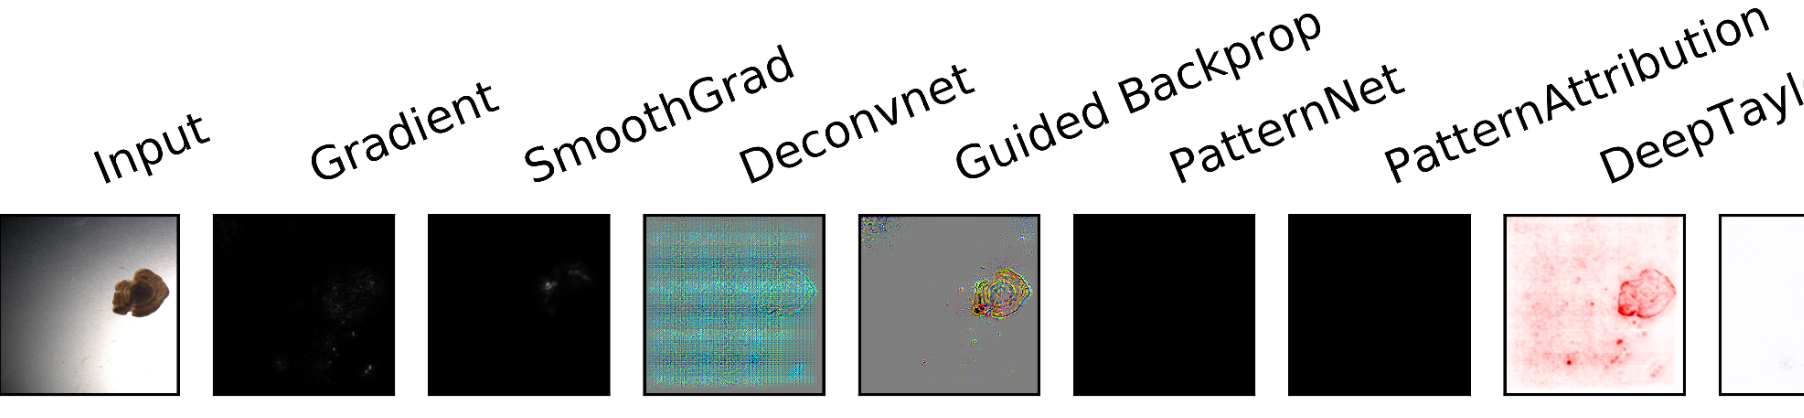 Input
Gradient
SmoothGrad
Deconvnet
Guided Backprop
PatternNet
PatternAttribution